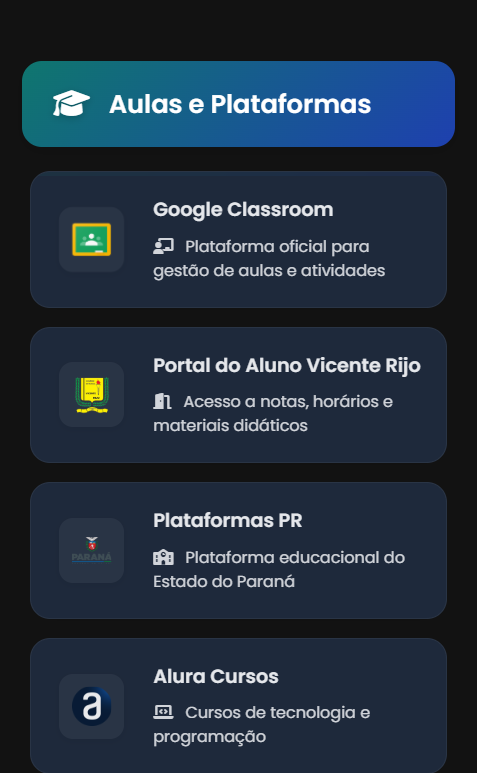 Aulas e Plataformas
Google Classroom
Plataforma oficial para
gestão de aulas e atividades
Portal do Aluno Vicente Rijo
Acesso a notas, horários e
materiais didáticos
PARANÁ
Plataformas PR
Plataforma educacional do
Estado do Paraná
a
Alura Cursos
Cursos de tecnologia e
programação